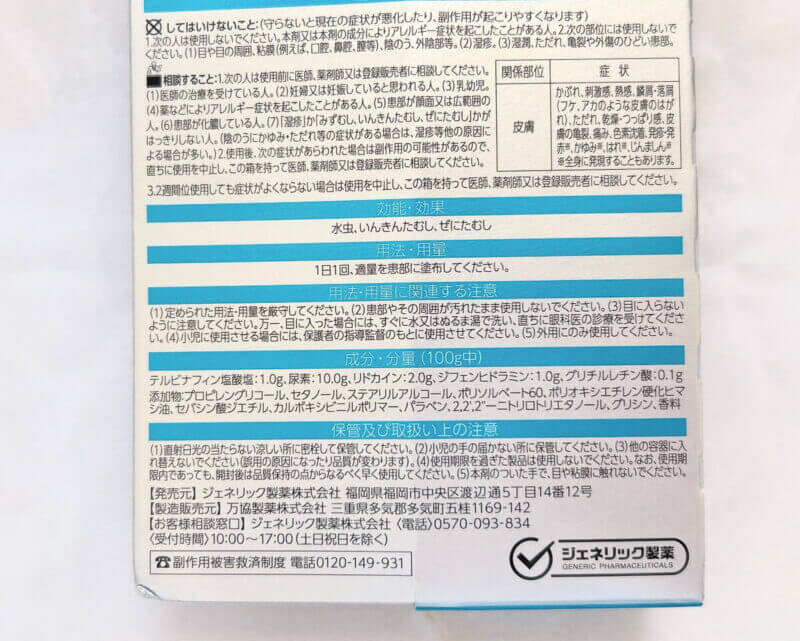 してはいけないこと:(守らないと現在の症状が悪化したり、副作用が起こりやすくなります)
1.次の人は使用しないでください。本剤又は本剤の成分によりアレルギー症状を起こしたことがある人。2.次の部位には使用しないで
ください。(1)目や目の周囲、粘膜(例えば、口腔、鼻腔、膣等)、陰のう、外陰部等。(2)湿疹。(3)湿潤、ただれ、亀裂や外傷のひどい患部。
相談すること:1.次の人は使用前に医師、薬剤師又は登録販売者に相談してください。
(1)医師の治療を受けている人。(2)妊婦又は妊娠していると思われる人。(3)乳幼児。
(4)薬などによりアレルギー症状を起こしたことがある人。(5)患部が顔面又は広範囲の
人。(6)患部が化膿している人。(7)「湿疹」か「みずむし、いんきんたむし、ぜにたむし」かが
はっきりしない人。(陰のうにかゆみ・ただれ等の症状がある場合は、湿疹等他の原因に
よる場合が多い。)2.使用後、次の症状があらわれた場合は副作用の可能性があるので、
直ちに使用を中止し、この箱を持って医師、薬剤師又は登録販売者に相談してください。
関係部位 症状
皮膚
かぶれ、刺激感、熱感、鱗屑・落屑
(フケ、アカのような皮膚のはが
れ)、ただれ、乾燥・つっぱり感、皮
膚の亀裂、痛み、色素沈着、発疹・発
赤※、かゆみ※、はれ※、じんましん※
※全身に発現することもあります。
3.2週間位使用しても症状がよくならない場合は使用を中止し、この箱を持って医師、薬剤師又は登録販売者に相談してください。
効能・効果
水虫、いんきんたむし、ぜにたむし
用法・用量
1日1回、適量を患部に塗布してください。
用法・用量に関連する注意
(1)定められた用法・用量を厳守してください。(2)患部やその周囲が汚れたまま使用しないでください。(3)目に入らない
ように注意してください。万一、目に入った場合には、すぐに水又はぬるま湯で洗い、直ちに眼科医の診療を受けてくださ
い。(4)小児に使用させる場合には、保護者の指導監督のもとに使用させてください。(5)外用にのみ使用してください。
成分・分量(100g中)
テルビナフィン塩酸塩:1.0g、尿素:10.0g、リドカイン:2.0g、ジフェンヒドラミン:1.0g、グリチルレチン酸:0.1g
添加物:プロピレングリコール、セタノール、ステアリルアルコール、ポリソルベート60、ポリオキシエチレン硬化ヒマ
シ油、セバシン酸ジエチル、カルボキシビニルポリマー、パラベン、2,2',2"-ニトリロトリエタノール、グリシン、香料
保管及び取扱い上の注意
(1)直射日光の当たらない涼しい所に密栓して保管してください。(2)小児の手の届かない所に保管してください。(3)他の容器に入
れ替えないでください(誤用の原因になったり品質が変わります)。(4)使用期限を過ぎた製品は使用しないでください。なお、使用期
限内であっても、開封後は品質保持の点からなるべく早く使用してください。(5)本剤のついた手で、目や粘膜に触れないでください。
【発売元】ジェネリック製薬株式会社 福岡県福岡市中央区渡辺通5丁目14番12号
【製造販売元】万協製薬株式会社 三重県多気郡多気町五桂1169-142
【お客様相談窓口】ジェネリック製薬株式会社〈電話〉0570-093-834
〈受付時間〉10:00~17:00(土日祝日を除く)
☎副作用被害救済制度 電話0120-149-931
ジェネリック製薬
GENERIC PHARMACEUTICALS